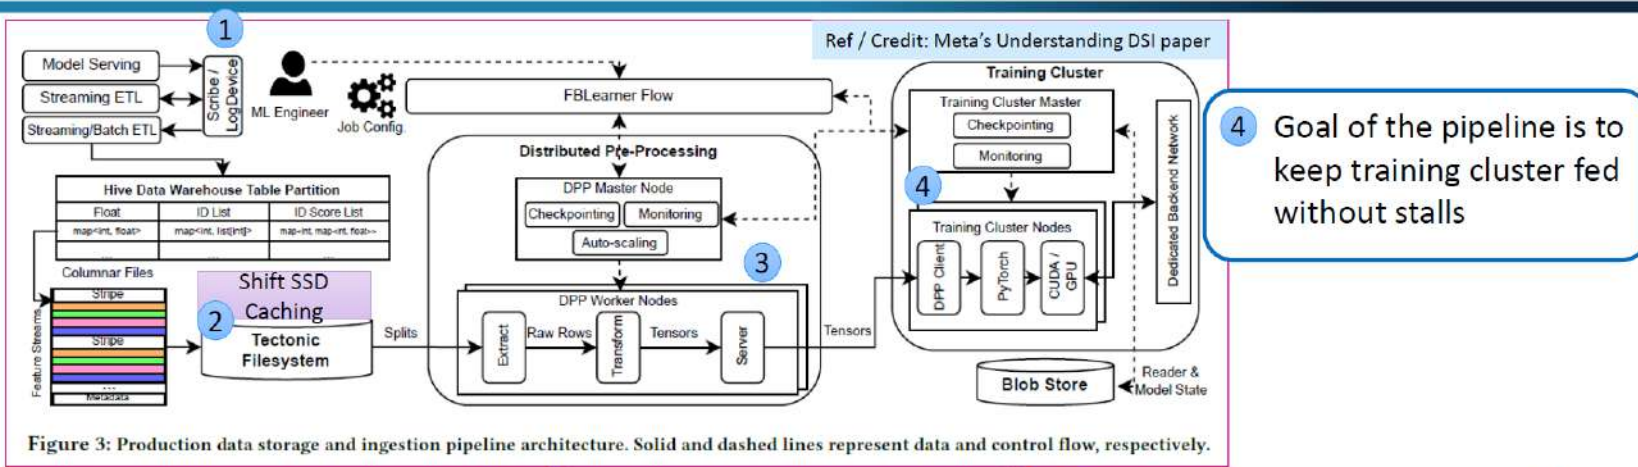 1
Ref / Credit: Meta's Understanding DSI paper
Model Serving
Streaming ETL
Streaming/Batch ETL
Scribe /
LogDevice
ML Engineer
Job Config.
FBLearner Flow
Hive Data Warehouse Table Partition
Float
ID List
ID Score List
map<int, float>
map<int, list[int]>
map<int, map<int, float>>
...
...
...
Columnar Files
Feature Streams
Stripe
Stripe
...
Metadata
Shift SSD
Caching
2
Tectonic
Filesystem
Splits
Distributed Pre-Processing
DPP Master Node
Checkpointing
Monitoring
Auto-scaling
3
DPP Worker Nodes
Extract
Raw Rows
Transform
Tensors
Server
Tensors
Training Cluster
Training Cluster Master
Checkpointing
Monitoring
4
Training Cluster Nodes
DPP Client
PyTorch
CUDA /
GPU
Dedicated Backend Network
Blob Store
Reader &
Model State
4
Goal of the pipeline is to
keep training cluster fed
without stalls
Figure 3: Production data storage and ingestion pipeline architecture. Solid and dashed lines represent data and control flow, respectively.